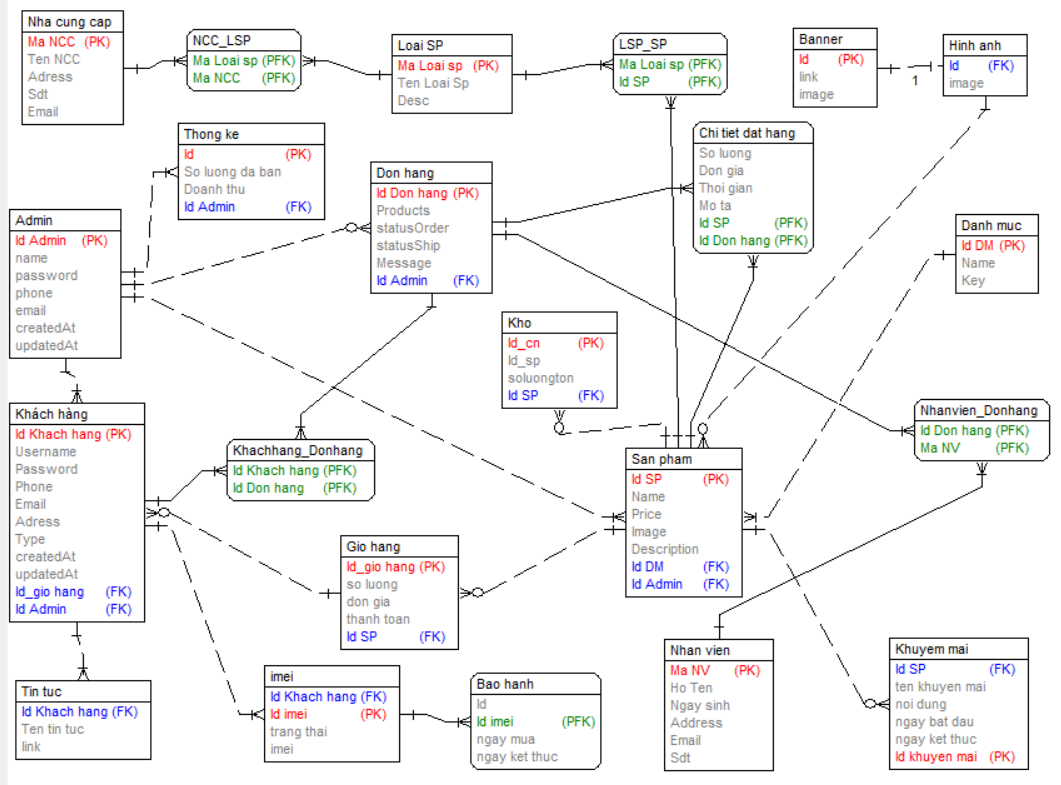 Nha cung cap
Ma NCC (PK)
Ten NCC
Adress
Sdt
Email
NCC_LSP
Ma Loai sp (PFK)
Ma NCC (PFK)
Loai SP
Ma Loai sp (PK)
Ten Loai Sp
Desc
LSP_SP
Ma Loai sp (PFK)
Id SP (PFK)
Banner
Id (PK)
link
image
1
Hinh anh
Id (FK)
image
Thong ke
Id (PK)
So luong da ban
Doanh thu
Id Admin (FK)
Don hang
Id Don hang (PK)
Products
statusOrder
statusShip
Message
Id Admin (FK)
Chi tiet dat hang
So luong
Don gia
Thoi gian
Mo ta
Id SP (PFK)
Id Don hang (PFK)
Admin
Id Admin (PK)
name
password
phone
email
createdAt
updatedAt
Danh muc
Id DM (PK)
Name
Key
Kho
Id_cn (PK)
Id_sp
soluongton
Id SP (FK)
Khách hàng
Id Khach hang (PK)
Username
Password
Phone
Email
Adress
Type
createdAt
updatedAt
Id_gio hang (FK)
Id Admin (FK)
Khachhang_Donhang
Id Khach hang (PFK)
Id Don hang (PFK)
San pham
Id SP (PK)
Name
Price
Image
Description
Id DM (FK)
Id Admin (FK)
Nhanvien_Donhang
Id Don hang (PFK)
Ma NV (PFK)
Gio hang
Id_gio hang (PK)
so luong
don gia
thanh toan
Id SP (FK)
Tin tuc
Id Khach hang (FK)
Ten tin tuc
link
imei
Id Khach hang (FK)
Id imei (PK)
trang thai
imei
Bao hanh
Id
Id imei (PFK)
ngay mua
ngay ket thuc
Nhan vien
Ma NV (PK)
Ho Ten
Ngay sinh
Address
Email
Sdt
Khuyem mai
Id SP (FK)
ten khuyen mai
noi dung
ngay bat dau
ngay ket thuc
Id khuyen mai (PK)